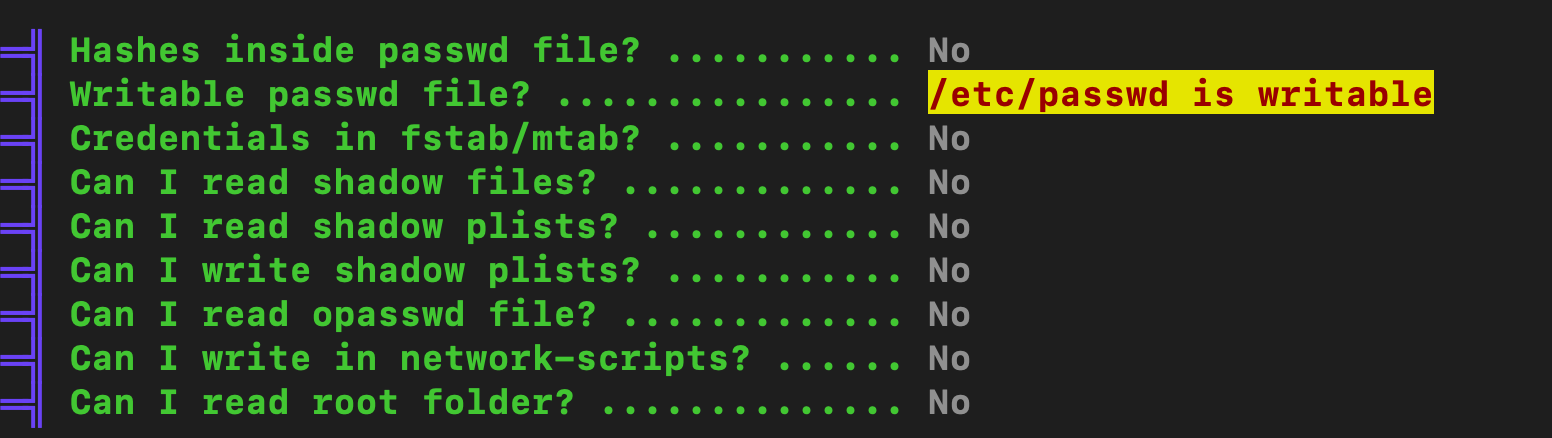 Hashes inside passwd file? ........... No
Writable passwd file? ................ /etc/passwd is writable
Credentials in fstab/mtab? ........... No
Can I read shadow files? ............. No
Can I read shadow plists? ............ No
Can I write shadow plists? ........... No
Can I read opasswd file? ............. No
Can I write in network-scripts? ...... No
Can I read root folder? .............. No